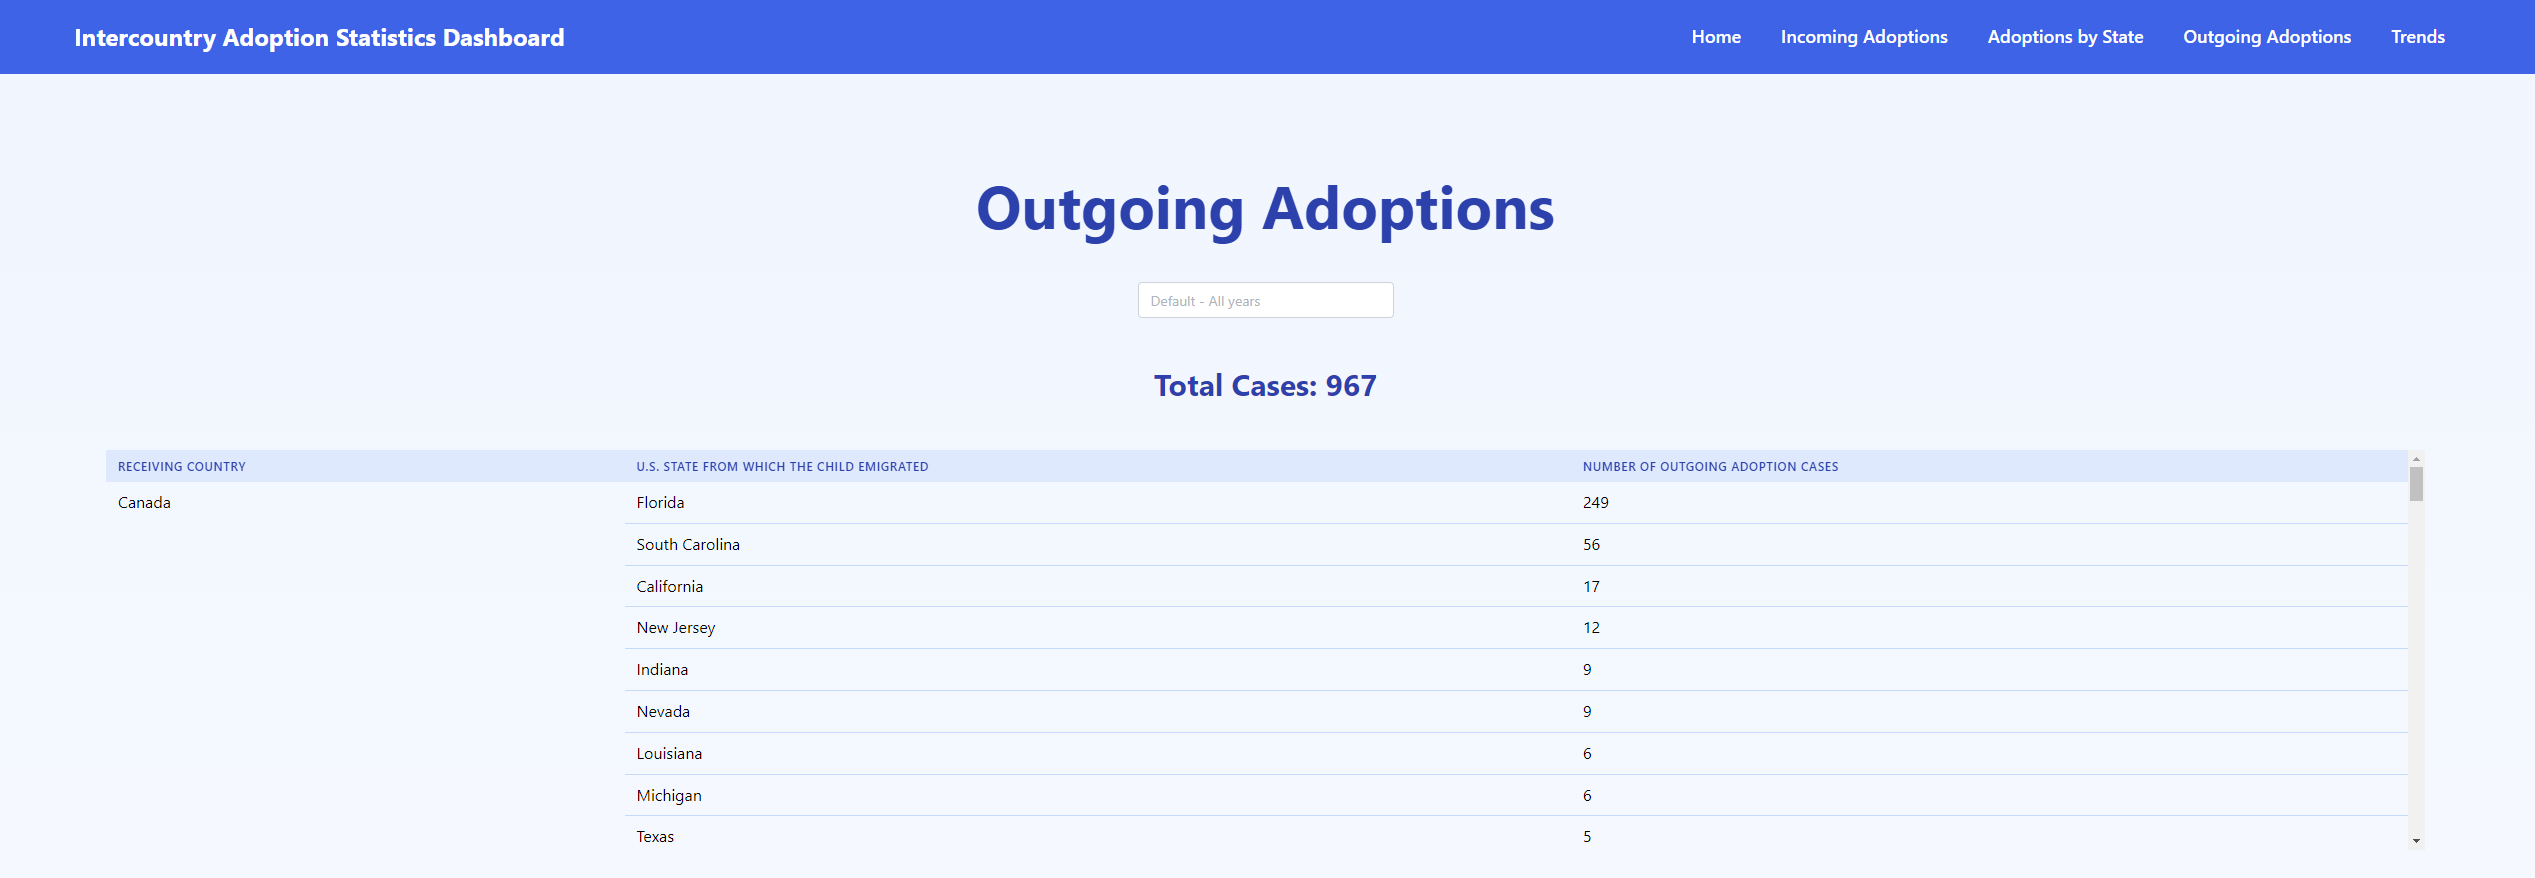 Intercountry Adoption Statistics Dashboard Home Incoming Adoptions Adoptions by State Outgoing Adoptions Trends
Outgoing Adoptions
Default - All years
Total Cases: 967
RECEIVING COUNTRY U.S. STATE FROM WHICH THE CHILD EMIGRATED NUMBER OF OUTGOING ADOPTION CASES
Canada Florida 249
South Carolina 56
California 17
New Jersey 12
Indiana 9
Nevada 9
Louisiana 6
Michigan 6
Texas 5